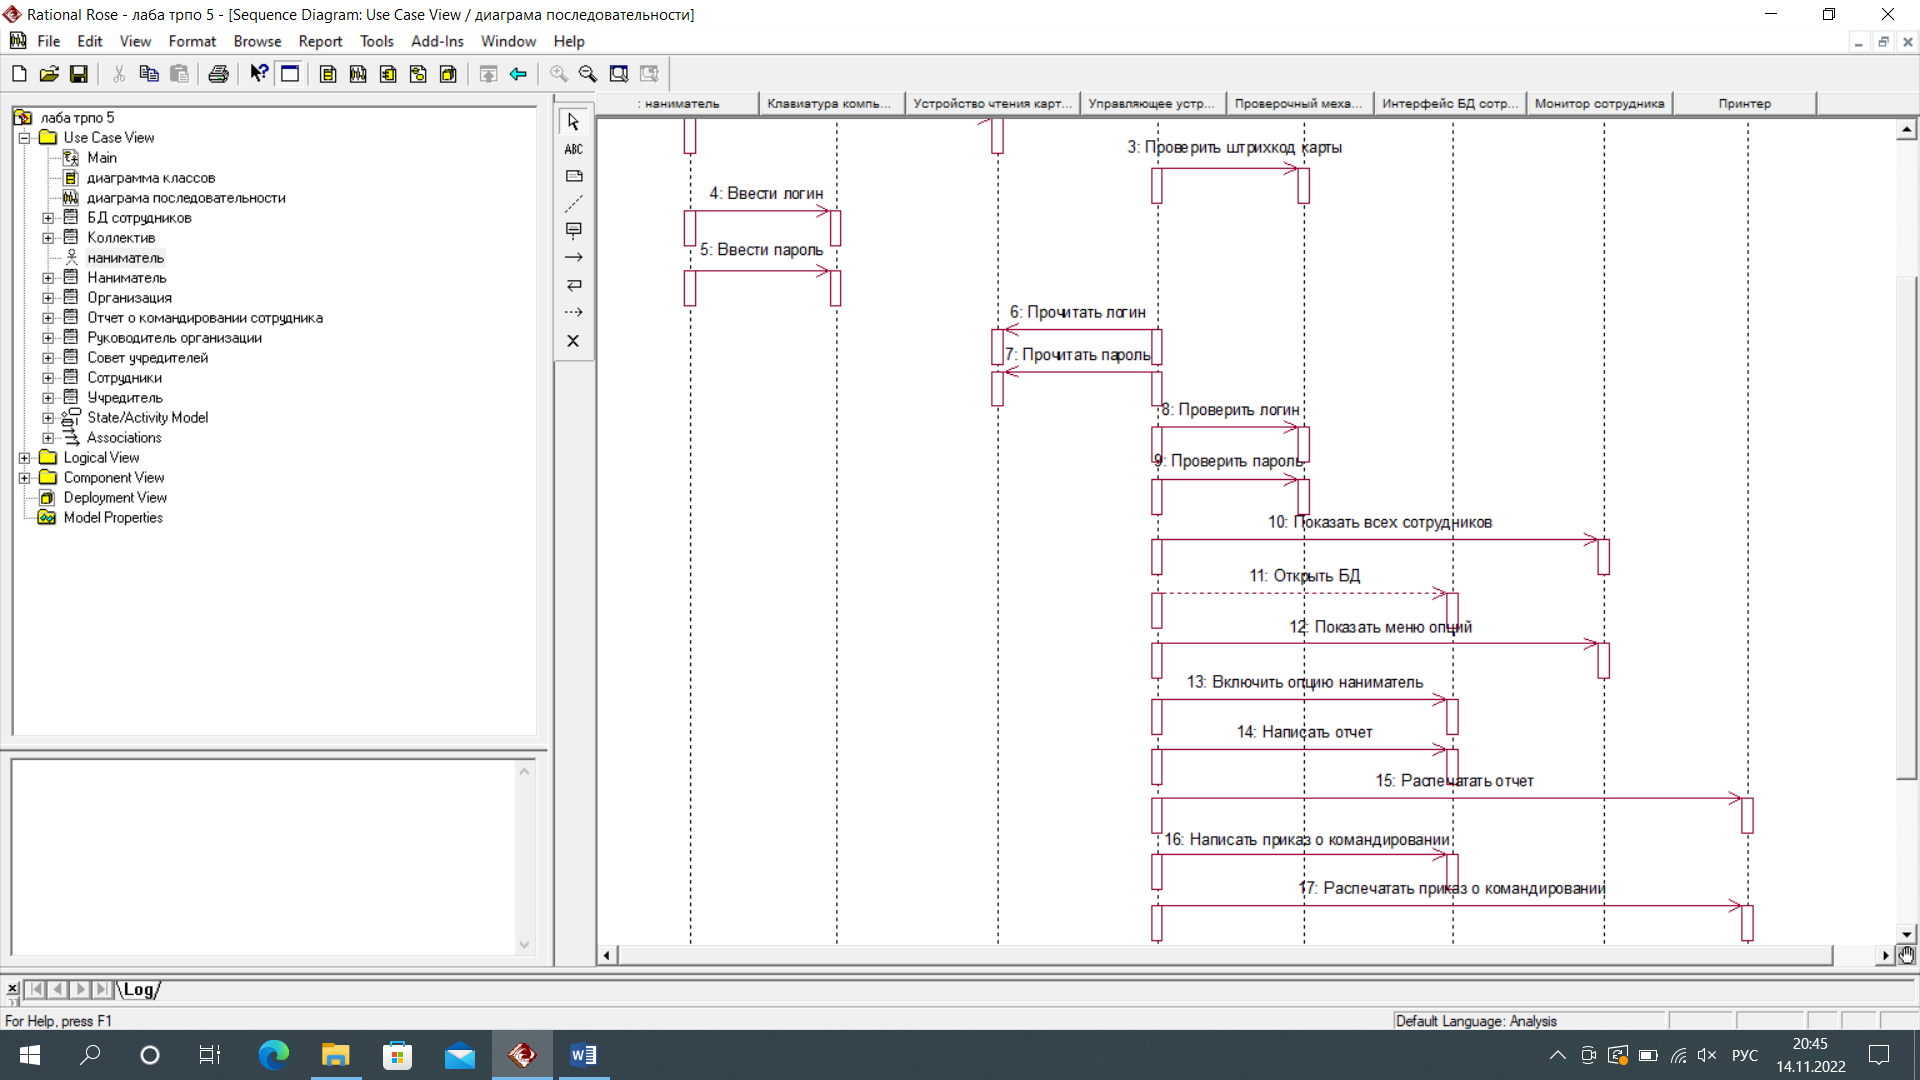 Rational Rose - лаба трпо 5 - [Sequence Diagram: Use Case View / диаграма последовательности]
File Edit View Format Browse Report Tools Add-Ins Window Help
лаба трпо 5
Use Case View
Main
диаграмма классов
диаграма последовательности
БД сотрудников
Коллектив
наниматель
Наниматель
Организация
Отчет о командировании сотрудника
Руководитель организации
Совет учредителей
Сотрудники
Учредитель
State/Activity Model
Associations
Logical View
Component View
Deployment View
Model Properties
ABC
: наниматель
Клавиатура компь...
Устройство чтения карт...
Управляющее устр...
Проверочный меха...
Интерфейс БД сотр...
Монитор сотрудника
Принтер
3: Проверить штрихкод карты
4: Ввести логин
5: Ввести пароль
6: Прочитать логин
7: Прочитать пароль
8: Проверить логин
9: Проверить пароль
10: Показать всех сотрудников
11: Открыть БД
12: Показать меню опций
13: Включить опцию наниматель
14: Написать отчет
15: Распечатать отчет
16: Написать приказ о командировании
17: Распечатать приказ о командировании
Log
For Help, press F1
Default Language: Analysis
РУС
20:45
14.11.2022